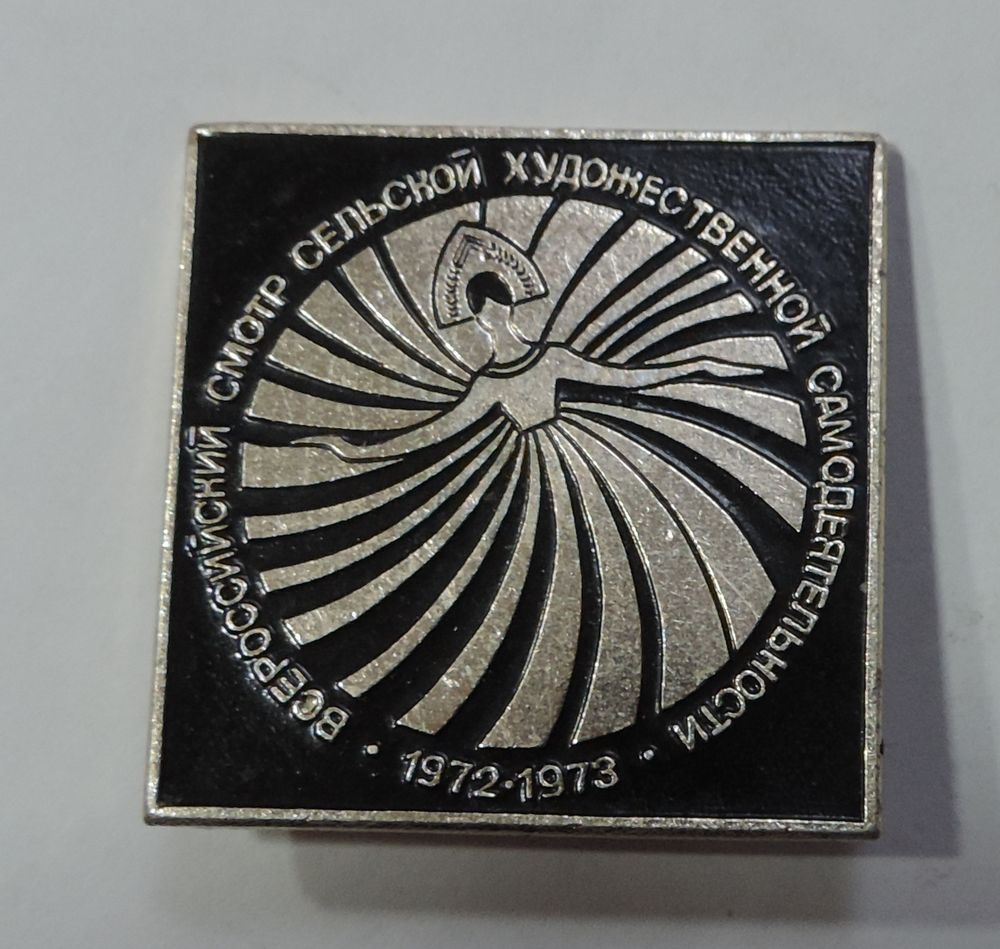 ВСЕРОССИЙСКИЙ СМОТР СЕЛЬСКОЙ ХУДОЖЕСТВЕННОЙ САМОДЕЯТЕЛЬНОСТИ
• 1972•1973 •